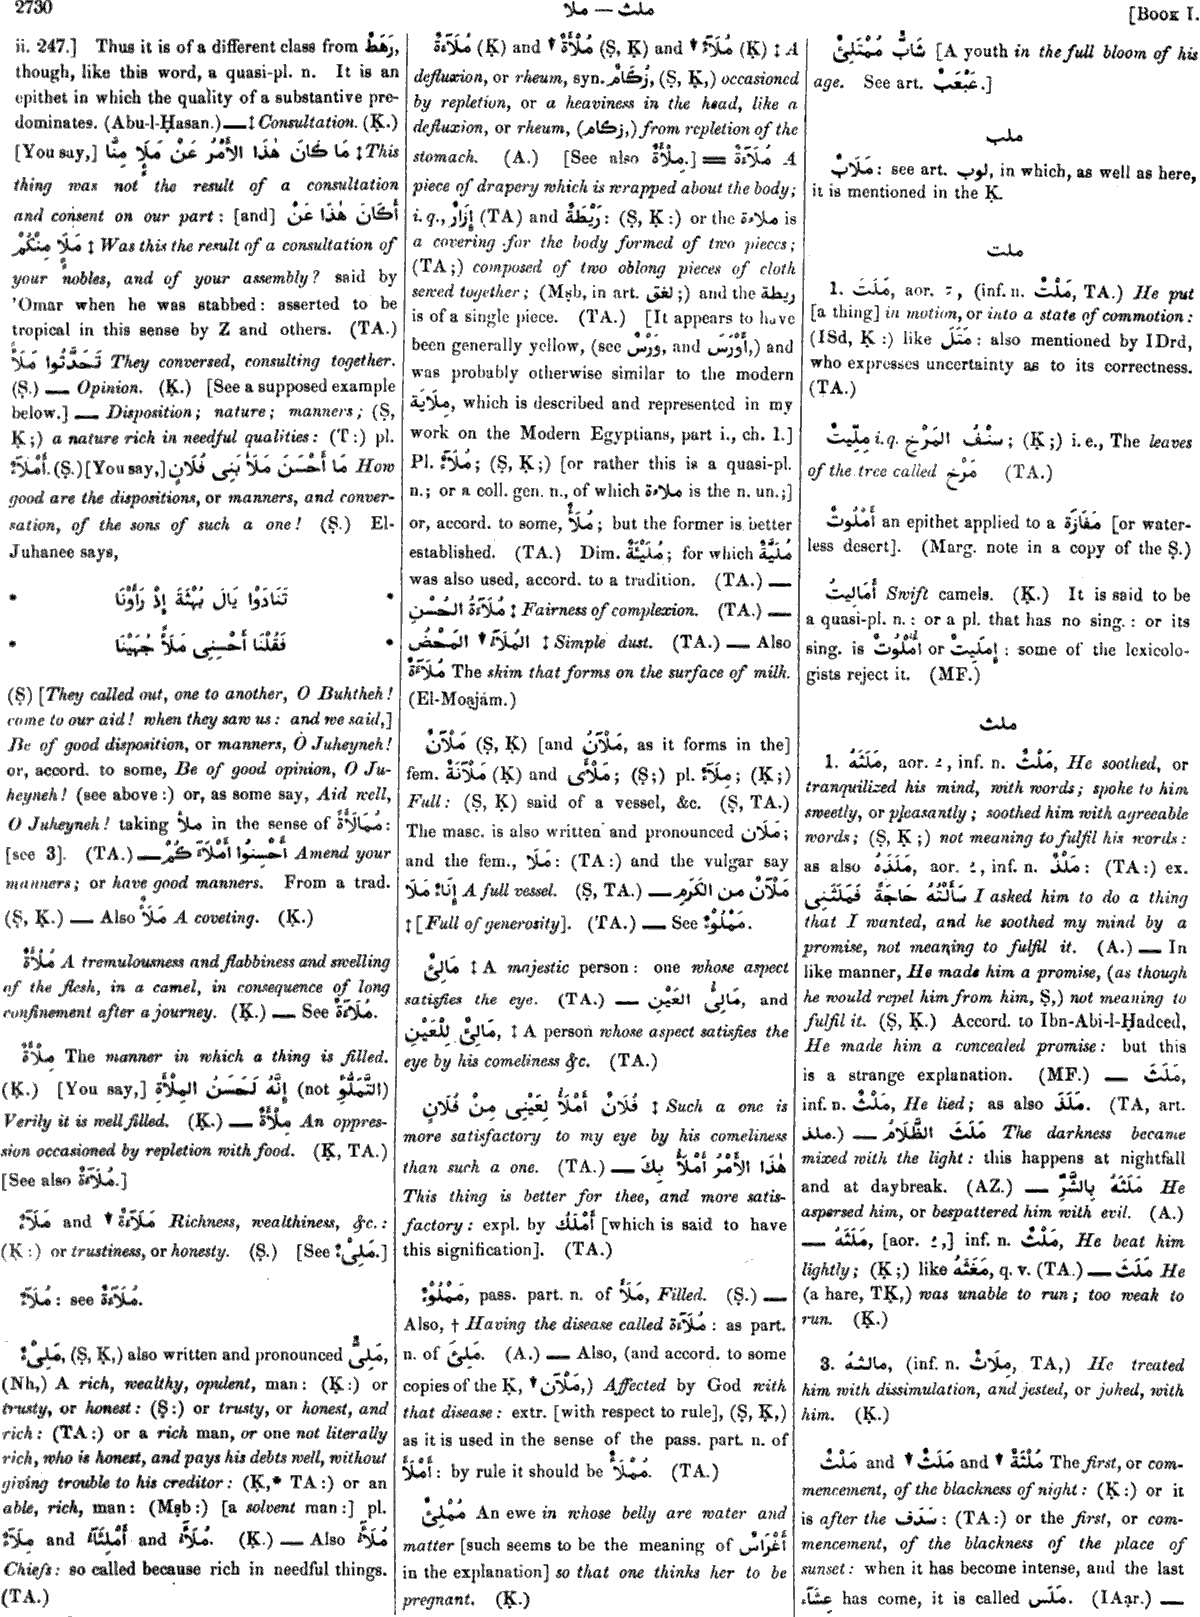 2730
ملأ — ملث
[Book I.
ii. 247.] Thus it is of a different class from رَهْطٌ,
though, like this word, a quasi-pl. n. It is an
epithet in which the quality of a substantive pre-
dominates. (Abu-l-Ḥasan.) — ‡ Consultation. (Ḳ.)
[You say,] مَا كَانَ هٰذَا الأَمْرُ عَنْ مَلَأٍ مِنَّا ‡ This
thing was not the result of a consultation
and consent on our part: [and] أَكَانَ هٰذَا عَنْ
مَلَأٍ مِنْكُمْ ‡ Was this the result of a consultation of
your nobles, and of your assembly? said by
'Omar when he was stabbed: asserted to be
tropical in this sense by Z and others. (TA.)
تَحَدَّثُوا مَلَأً They conversed, consulting together.
(Ṣ.) — Opinion. (Ḳ.) [See a supposed example
below.] — Disposition; nature; manners; (Ṣ,
Ḳ;) a nature rich in needful qualities: (T:) pl.
أَمْلَآءٌ. (Ṣ.) [You say,] مَا أَحْسَنَ مَلَأَ بَنِى فُلَانٍ How
good are the dispositions, or manners, and conver-
sation, of the sons of such a one! (Ṣ.) El-
Juhanee says,
* تَنَادَوْا يَالَ بُهْثَةَ إِذْ رَأَوْنَا *
* فَقُلْنَا أَحْسِنِى مَلَأً جُهَيْنَا *
(Ṣ) [They called out, one to another, O Buhtheh!
come to our aid! when they saw us: and we said,]
Be of good disposition, or manners, O Juheyneh!
or, accord. to some, Be of good opinion, O Ju-
heyneh! (see above:) or, as some say, Aid well,
O Juheyneh! taking ملأ in the sense of مُمَالَأَةٌ:
[see 3]. (TA.) — أَحْسِنُوا أَمْلَآءَكُمْ Amend your
manners; or have good manners. From a trad.
(Ṣ, Ḳ.) — Also مَلَأٌ A coveting. (Ḳ.)
مُلْأَةٌ A tremulousness and flabbiness and swelling
of the flesh, in a camel, in consequence of long
confinement after a journey. (Ḳ.) — See مُلَآءَةٌ.
مِلْأَةٌ The manner in which a thing is filled.
(Ḳ.) [You say,] إِنَّهُ لَحَسَنُ المِلْأَةِ (not التَّمَلُّؤِ)
Verily it is well filled. (Ḳ.) — مِلْأَةٌ An oppres-
sion occasioned by repletion with food. (Ḳ, TA.)
[See also مُلَآءَةٌ.]
مَلَآءٌ and ▼ مَلَآءَةٌ Richness, wealthiness, &c.:
(Ḳ:) or trustiness, or honesty. (Ṣ.) [See مَلِىْءٌ.]
مُلَآءٌ: see مُلَآءَةٌ.
مَلِىْءٌ, (Ṣ, Ḳ,) also written and pronounced مَلِىٌّ,
(Nh,) A rich, wealthy, opulent, man: (Ḳ:) or
trusty, or honest: (Ṣ:) or trusty, or honest, and
rich: (TA:) or a rich man, or one not literally
rich, who is honest, and pays his debts well, without
giving trouble to his creditor: (Ḳ,* TA:) or an
able, rich, man: (Mṣb:) [a solvent man:] pl.
مِلَآءٌ and أَمْلِئَآءُ and مُلَآءُ. (Ḳ.) — Also مُلَآءُ
Chiefs: so called because rich in needful things.
(TA.)
مُلَآءَةٌ (Ḳ) and ▼ مُلْأَةٌ (Ṣ, Ḳ) and ▼ مُلَآءٌ (Ḳ) ‡ A
defluxion, or rheum, syn. زُكَامٌ, (Ṣ, Ḳ,) occasioned
by repletion, or a heaviness in the head, like a
defluxion, or rheum, (زكام,) from repletion of the
stomach. (A.) [See also مِلْأَةٌ.] == مُلَآءَةٌ A
piece of drapery which is wrapped about the body;
i. q., إِزَارٌ (TA) and رَيْطَةٌ: (Ṣ, Ḳ:) or the ملاءة is
a covering for the body formed of two pieces;
(TA;) composed of two oblong pieces of cloth
sewed together; (Mṣb, in art. لفق;) and the ريطة
is of a single piece. (TA.) [It appears to have
been generally yellow, (see وَرْسٌ, and أَوْرَسَ,) and
was probably otherwise similar to the modern
مِلَايَة, which is described and represented in my
work on the Modern Egyptians, part i., ch. 1.]
Pl. مُلَآءٌ; (Ṣ, Ḳ;) [or rather this is a quasi-pl.
n.; or a coll. gen. n., of which ملاءة is the n. un.;]
or, accord. to some, مُلَأٌ; but the former is better
established. (TA.) Dim. مُلَيْئَةٌ; for which مُلَيَّةٌ
was also used, accord. to a tradition. (TA.) —
مُلَآءَةُ الحُسْنِ ‡ Fairness of complexion. (TA.) —
المُلَآءُ ▼ المَحْضُ ‡ Simple dust. (TA.) — Also
مُلَآءَةٌ The skim that forms on the surface of milk.
(El-Moajám.)
مَلْآنٌ (Ṣ, Ḳ) [and مَلْآنُ, as it forms in the]
fem. مَلْآنَةٌ (Ḳ) and مَلْأَى; (Ṣ;) pl. مِلَآءٌ; (Ḳ;)
Full: (Ṣ, Ḳ) said of a vessel, &c. (Ṣ, TA.)
The masc. is also written and pronounced مَلَان;
and the fem., مَلَا: (TA:) and the vulgar say
إِنَآءٌ مَلَا A full vessel. (Ṣ, TA.) — مَلْآنٌ من الكَرَمِ
‡ [Full of generosity]. (TA.) — See مَمْلُوْءٌ.
مَالِئٌ ‡ A majestic person: one whose aspect
satisfies the eye. (TA.) — مَالِئُ العَيْنِ, and
مَالِئٌ لِلْعَيْنِ, ‡ A person whose aspect satisfies the
eye by his comeliness &c. (TA.)
فُلَانٌ أَمْلَأُ لِعَيْنِى مِنْ فُلَانٍ ‡ Such a one is
more satisfactory to my eye by his comeliness
than such a one. (TA.) — هٰذَا الأَمْرُ أَمْلَأُ بِكَ
This thing is better for thee, and more satis-
factory: expl. by أَمْلَكُ [which is said to have
this signification]. (TA.)
مَمْلُوْءٌ, pass. part. n. of مَلَأَ, Filled. (Ṣ.) —
Also, † Having the disease called مُلَآءَة: as part.
n. of مُلِئَ. (A.) — Also, (and accord. to some
copies of the Ḳ, ▼ مَلْآن,) Affected by God with
that disease: extr. [with respect to rule], (Ṣ, Ḳ,)
as it is used in the sense of the pass. part. n. of
أَمْلَأَ: by rule it should be مُمْلَأٌ. (TA.)
مُمْلِئٌ An ewe in whose belly are water and
matter [such seems to be the meaning of أَغْرَاسٌ
in the explanation] so that one thinks her to be
pregnant. (Ḳ.)
شَابٌّ مُمْتَلِئٌ [A youth in the full bloom of his
age. See art. عَبْعَبٌ.]
ملب
مَلَابٌ: see art. لوب, in which, as well as here,
it is mentioned in the Ḳ.
ملت
1. مَلَتَ, aor. ـِ, (inf. n. مَلْتٌ, TA.) He put
[a thing] in motion, or into a state of commotion:
(ISd, Ḳ:) like مَتَلَ: also mentioned by IDrd,
who expresses uncertainty as to its correctness.
(TA.)
مِلِّيتٌ i. q. سِنْفُ المَرْخِ; (Ḳ;) i. e., The leaves
of the tree called مَرْخ (TA.)
أُمْلُوتٌ an epithet applied to a مَفَازَة [or water-
less desert]. (Marg. note in a copy of the Ṣ.)
أَمَالِيتُ Swift camels. (Ḳ.) It is said to be
a quasi-pl. n.: or a pl. that has no sing.: or its
sing. is أُمْلُوتٌ or إِمْلِيتٌ: some of the lexicolo-
gists reject it. (MF.)
ملث
1. مَلَثَهُ, aor. ـُ, inf. n. مَلْثٌ, He soothed, or
tranquilized his mind, with words; spoke to him
sweetly, or pleasantly; soothed him with agreeable
words; (Ṣ, Ḳ;) not meaning to fulfil his words:
as also مَلَذَهُ, aor. ـُ, inf. n. مَلْذٌ: (TA:) ex.
سَأَلْتُهُ حَاجَةً فَمَلَثَنِى I asked him to do a thing
that I wanted, and he soothed my mind by a
promise, not meaning to fulfil it. (A.) — In
like manner, He made him a promise, (as though
he would repel him from him, Ṣ,) not meaning to
fulfil it. (Ṣ, Ḳ.) Accord. to Ibn-Abi-l-Ḥadeed,
He made him a concealed promise: but this
is a strange explanation. (MF.) — مَلَثَ,
inf. n. مَلْثٌ, He lied; as also مَلَذَ. (TA, art.
ملذ.) — مَلَثَ الظَّلَامُ The darkness became
mixed with the light: this happens at nightfall
and at daybreak. (AZ.) — مَلَثَهُ بِالشَّرِّ He
aspersed him, or bespattered him with evil. (A.)
— مَلَثَهُ, [aor. ـُ,] inf. n. مَلْثٌ, He beat him
lightly; (Ḳ;) like مَغَثَهُ, q. v. (TA.) — مَلَثَ He
(a hare, TḲ,) was unable to run; too weak to
run. (Ḳ.)
3. مالثهُ, (inf. n. مِلَاثٌ, TA,) He treated
him with dissimulation, and jested, or joked, with
him. (Ḳ.)
مَلْثٌ and ▼ مَلَثٌ and ▼ مُلْثَةٌ The first, or com-
mencement, of the blackness of night: (Ḳ:) or it
is after the سَدَف: (TA:) or the first, or com-
mencement, of the blackness of the place of
sunset: when it has become intense, and the last
عِشَآء has come, it is called مَلَس. (IAạr.) —